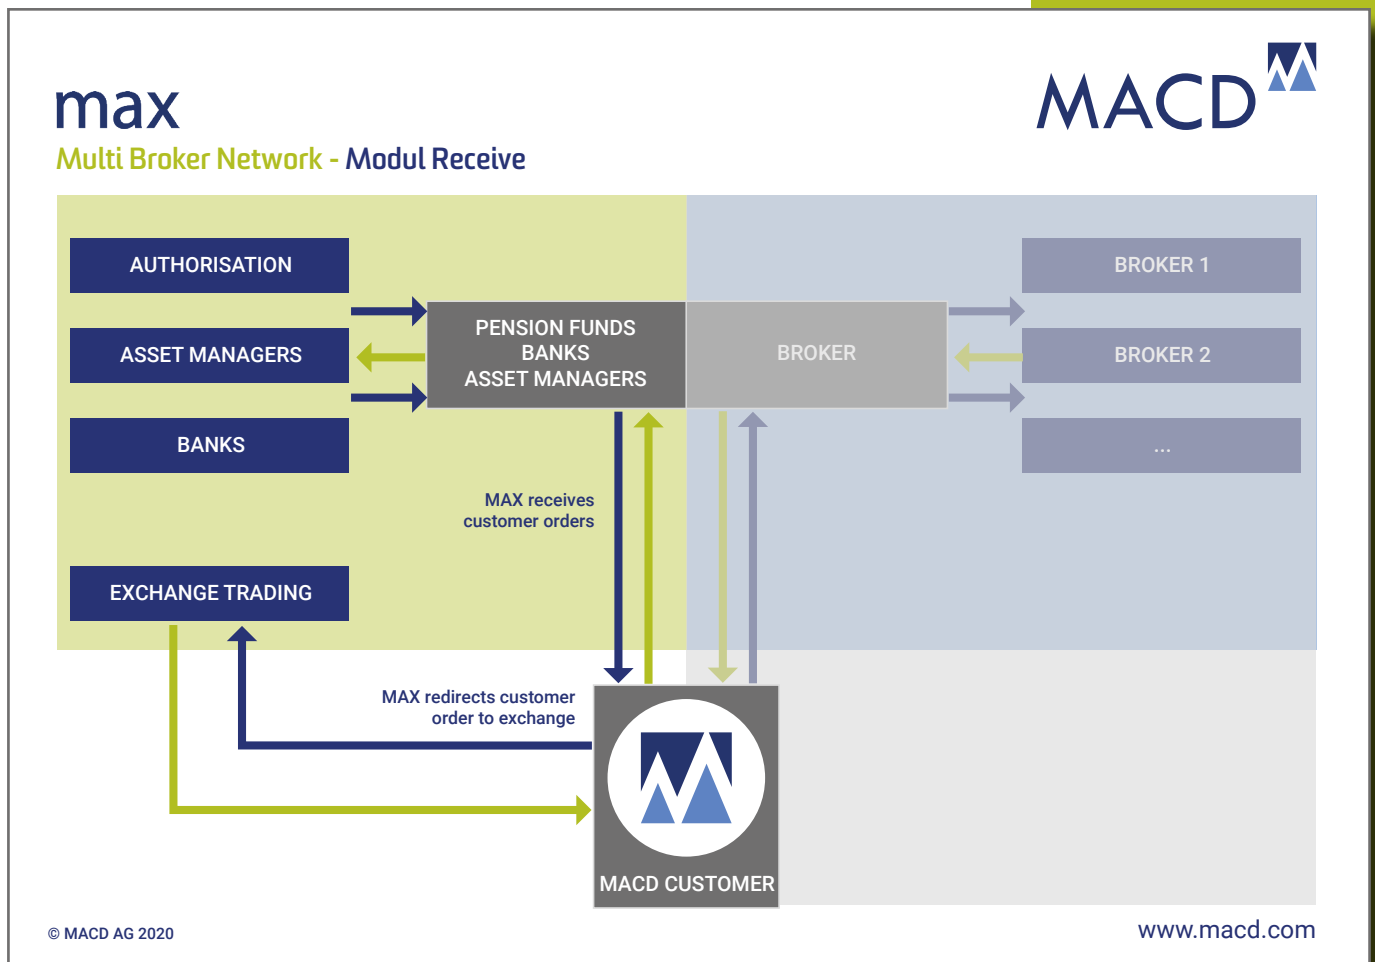 max
MACD
Multi Broker Network - Modul Receive
AUTHORISATION
ASSET MANAGERS
BANKS
PENSION FUNDS
BANKS
ASSET MANAGERS
BROKER
BROKER 1
BROKER 2
...
MAX receives
customer orders
EXCHANGE TRADING
MAX redirects customer
order to exchange
MACD CUSTOMER
© MACD AG 2020
www.macd.com